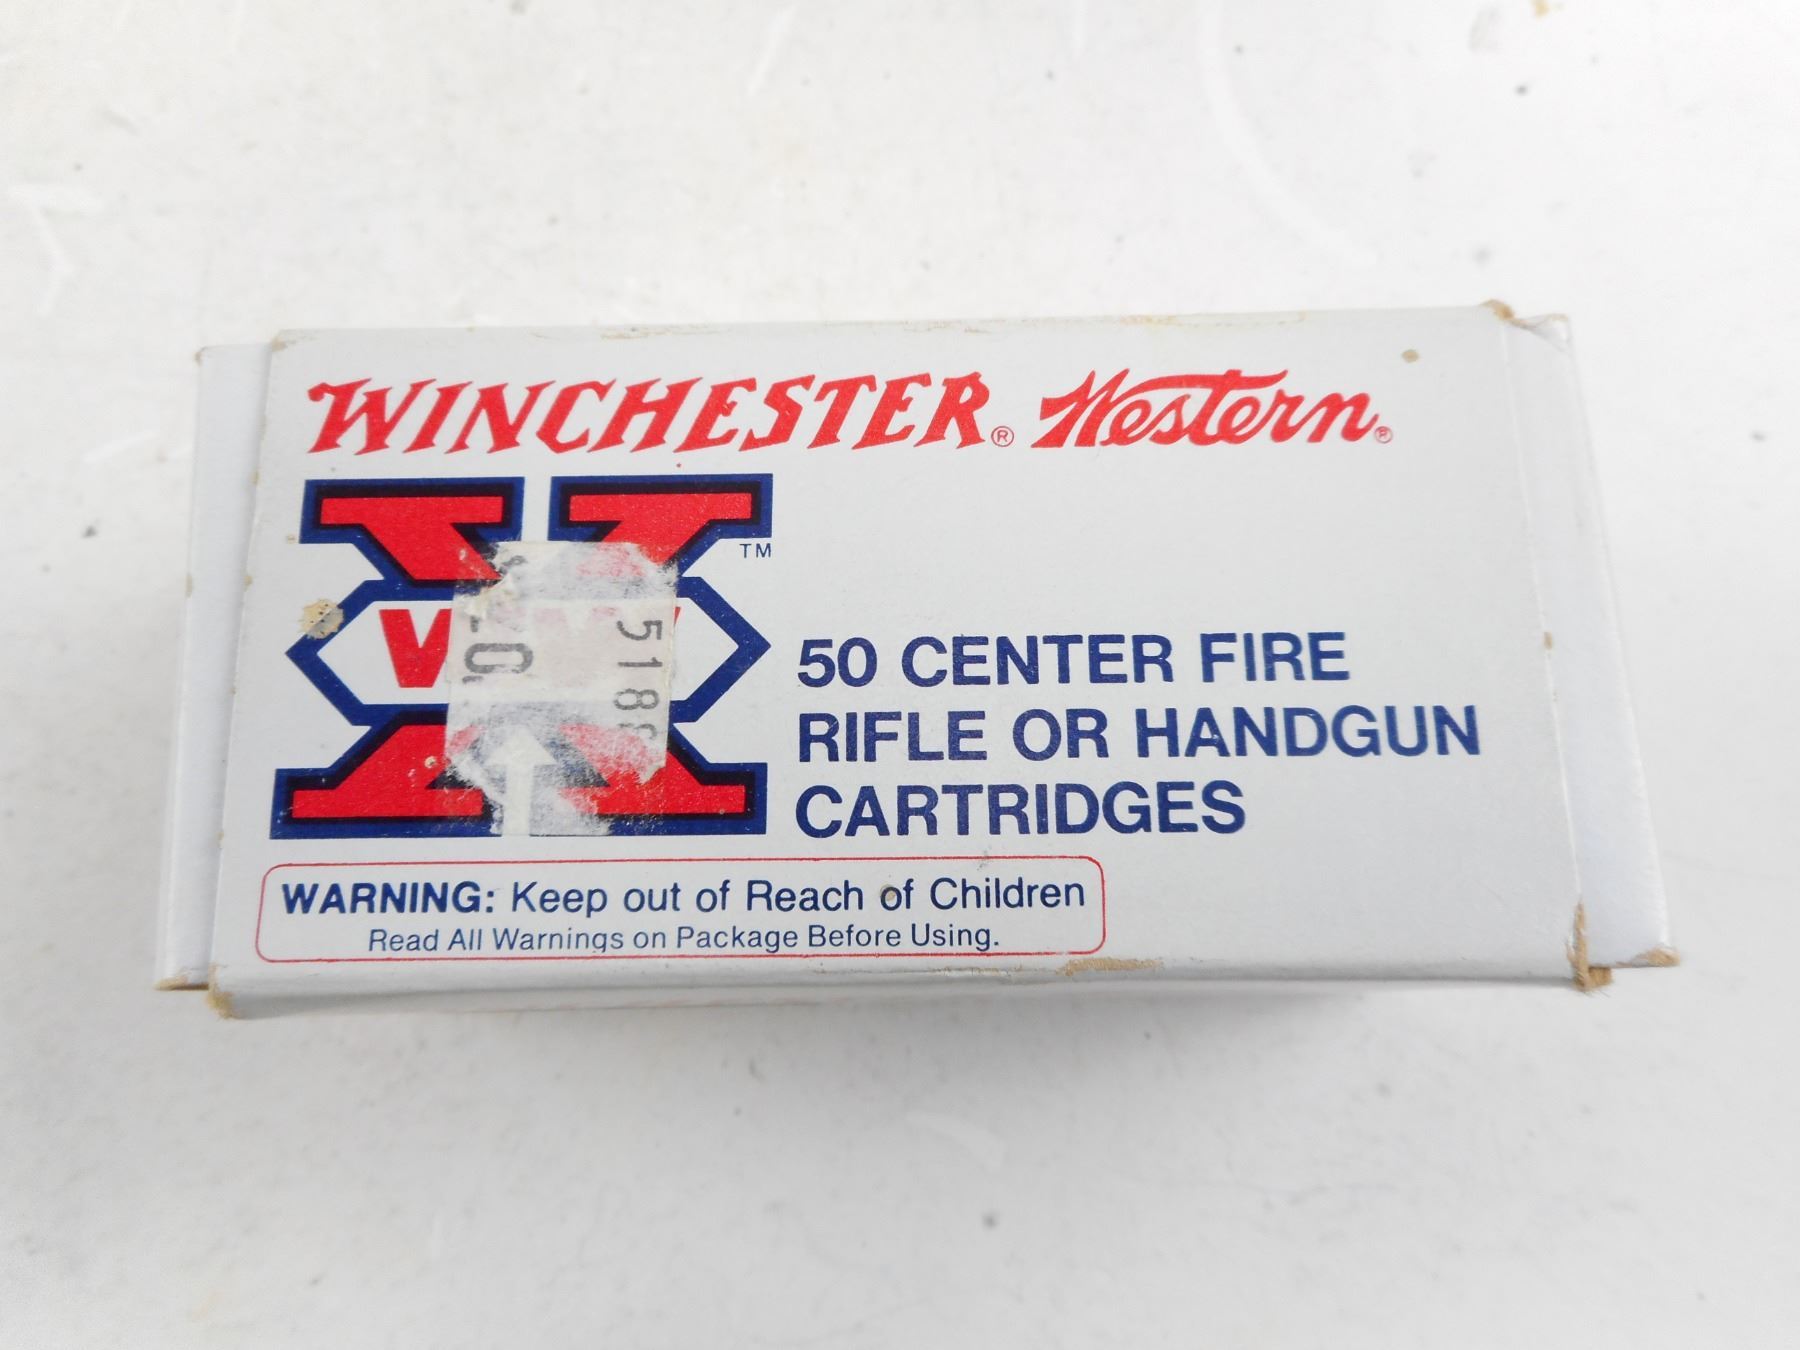 WINCHESTER® Western®
TM
50 CENTER FIRE
RIFLE OR HANDGUN
CARTRIDGES
WARNING: Keep out of Reach of Children
Read All Warnings on Package Before Using.